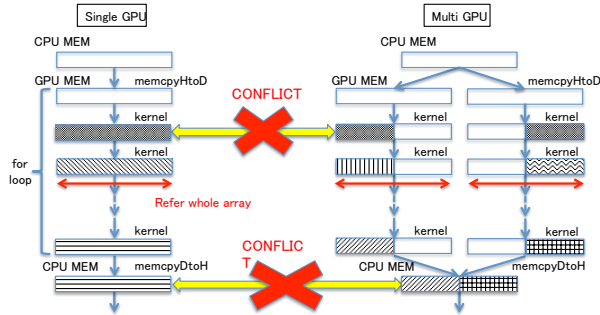 Single GPU
Multi GPU
CPU MEM
CPU MEM
GPU MEM
memcpyHtoD
GPU MEM
memcpyHtoD
CONFLICT
kernel
kernel
kernel
kernel
kernel
kernel
for
loop
Refer whole array
kernel
kernel
kernel
CPU MEM
memcpyDtoH
CONFLIC
T
CPU MEM
memcpyDtoH